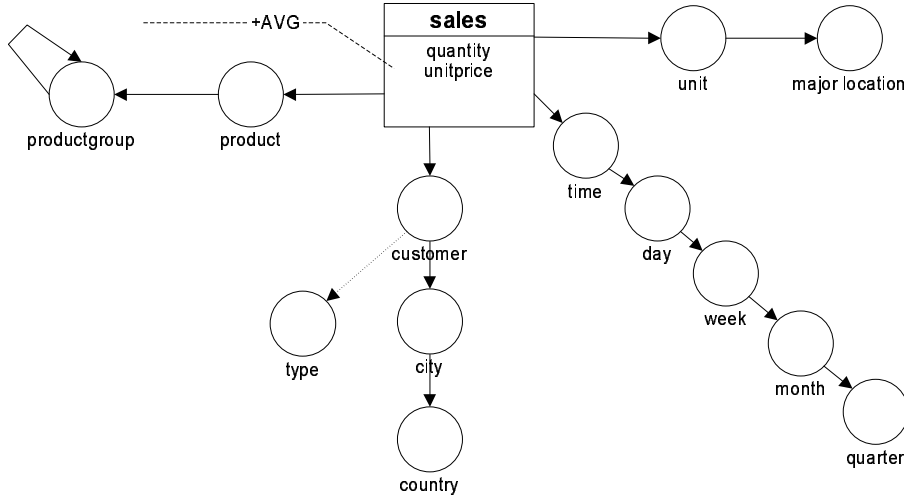 sales
+AVG
quantity
unitprice
unit
major location
productgroup
product
time
customer
day
week
type
city
month
country
quarter